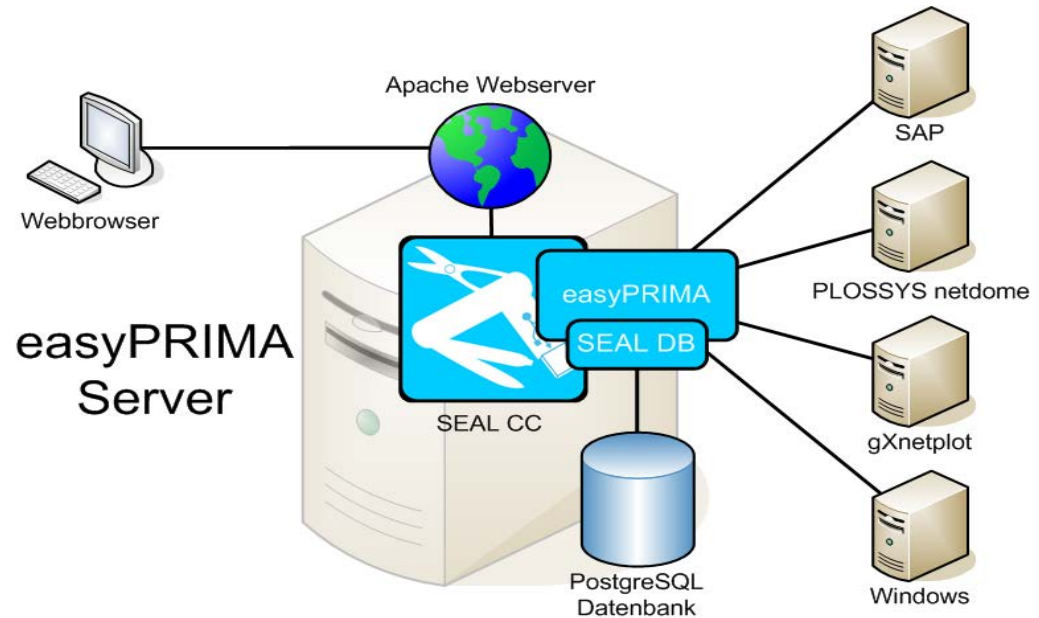 Apache Webserver
Webbrowser
SAP
PLOSSYS netdome
easyPRIMA
SEAL DB
easyPRIMA
Server
SEAL CC
gXnetplot
PostgreSQL
Datenbank
Windows